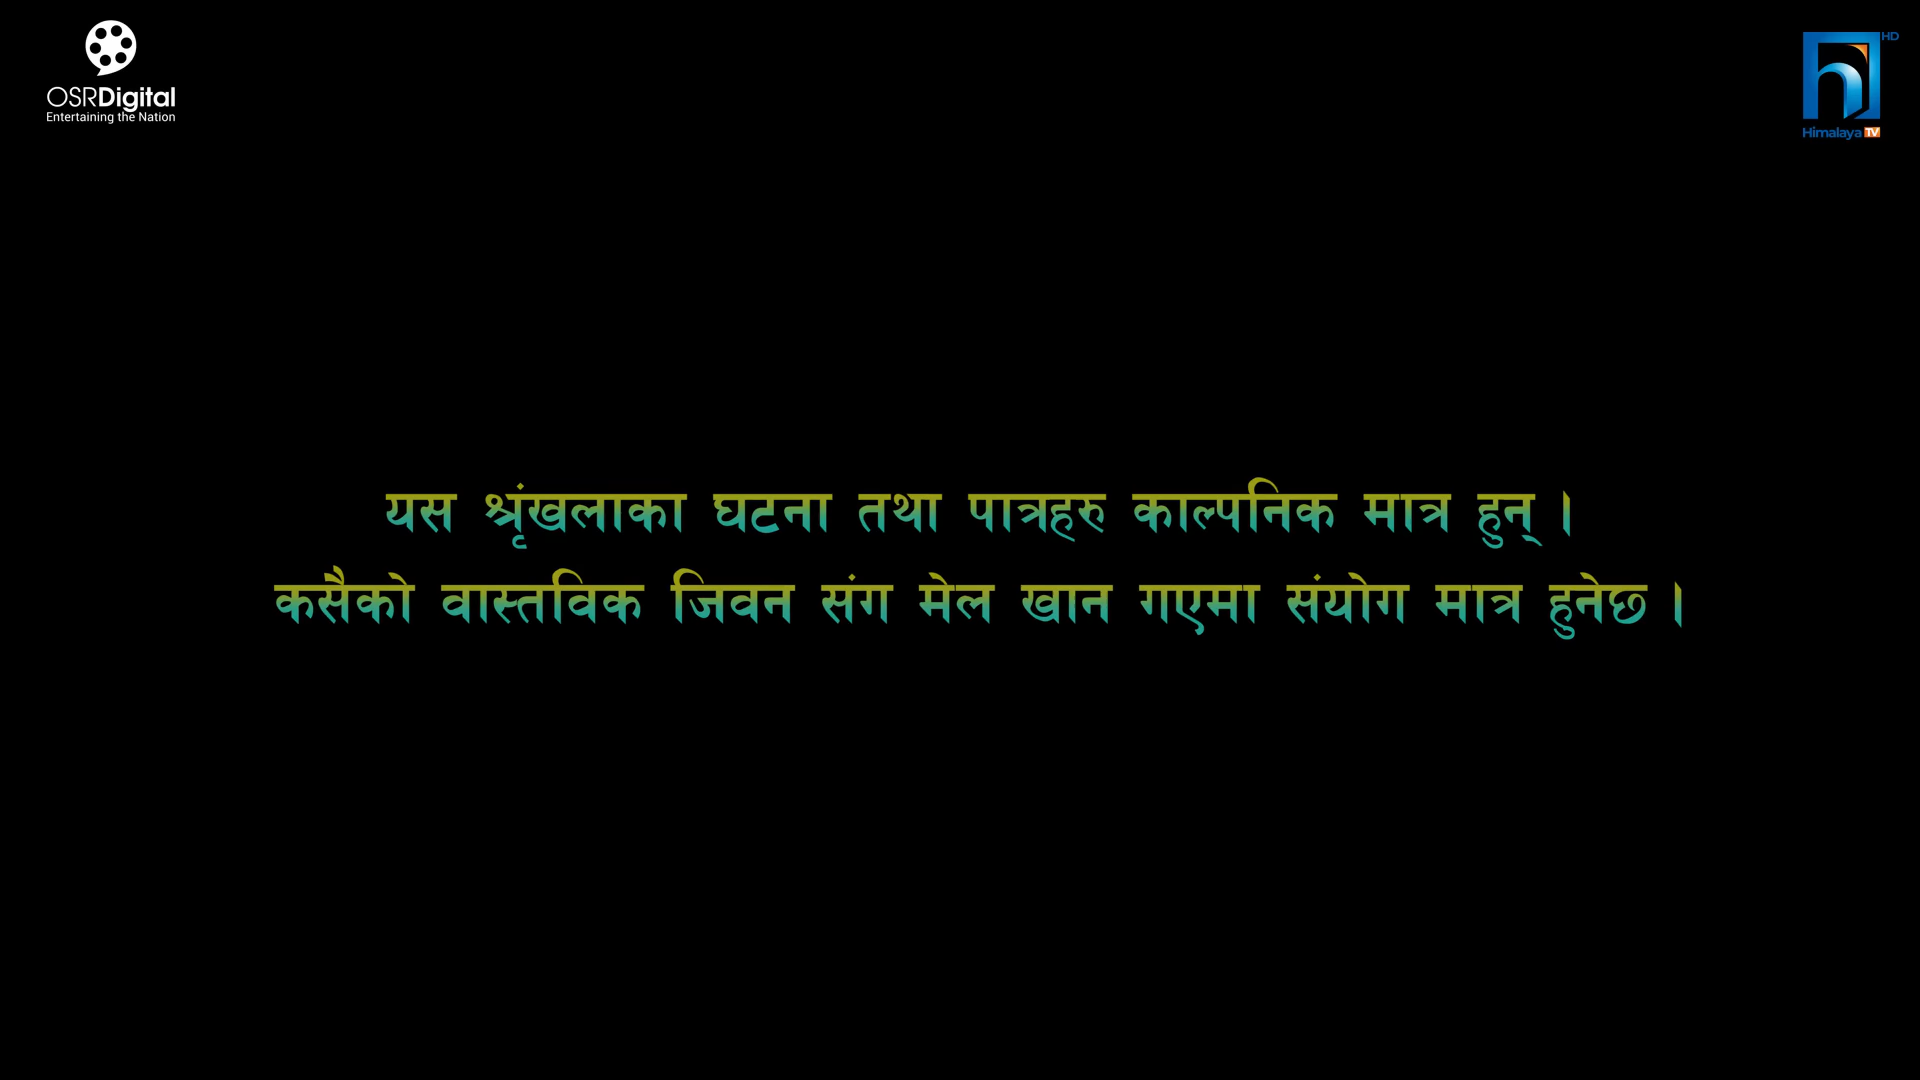 OSRDigital
Entertaining the Nation
HD
Himalaya TV
यस श्रृंखलाका घटना तथा पात्रहरु काल्पनिक मात्र हुन् ।
कसैको वास्तविक जिवन संग मेल खान गएमा संयोग मात्र हुनेछ ।